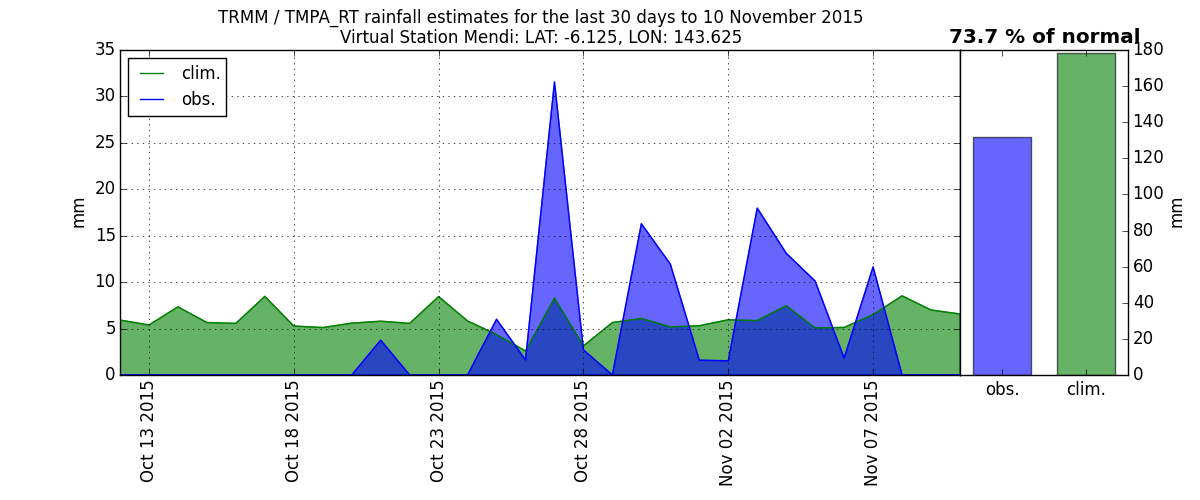 TRMM / TMPA_RT rainfall estimates for the last 30 days to 10 November 2015
Virtual Station Mendi: LAT: -6.125, LON: 143.625
73.7 % of normal
clim.
obs.
35
30
25
20
15
10
5
0
mm
Oct 13 2015
Oct 18 2015
Oct 23 2015
Oct 28 2015
Nov 02 2015
Nov 07 2015
180
160
140
120
100
80
60
40
20
0
mm
obs.
clim.